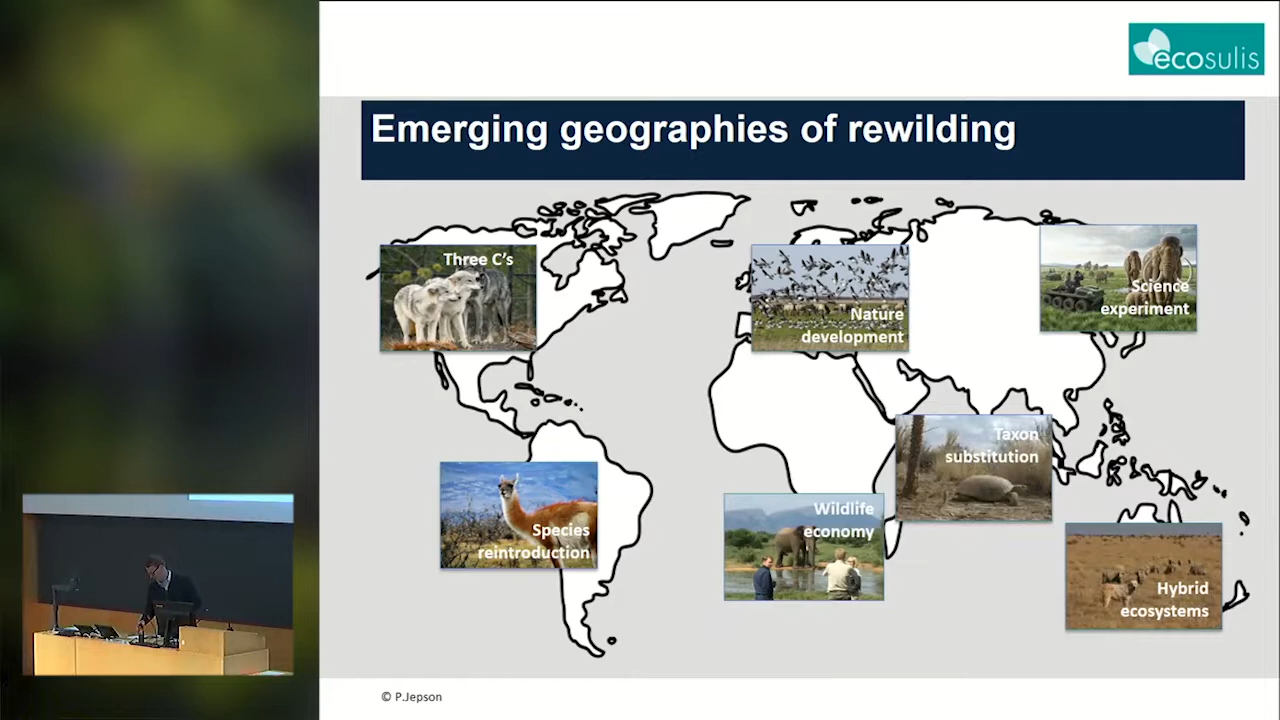 ecosulis
Emerging geographies of rewilding
Three C's
Nature
development
Science
experiment
Taxon
substitution
Species
reintroduction
Wildlife
economy
Hybrid
ecosystems
© P.Jepson